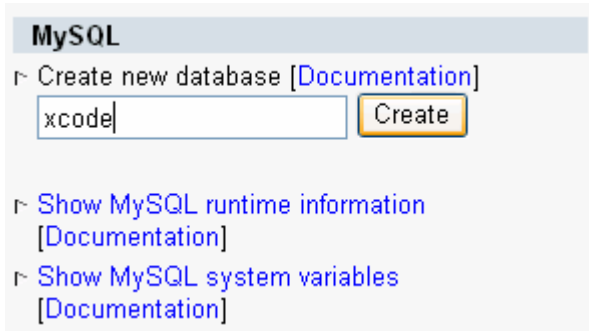 MySQL
Create new database [Documentation]
xcode Create
Show MySQL runtime information
[Documentation]
Show MySQL system variables
[Documentation]